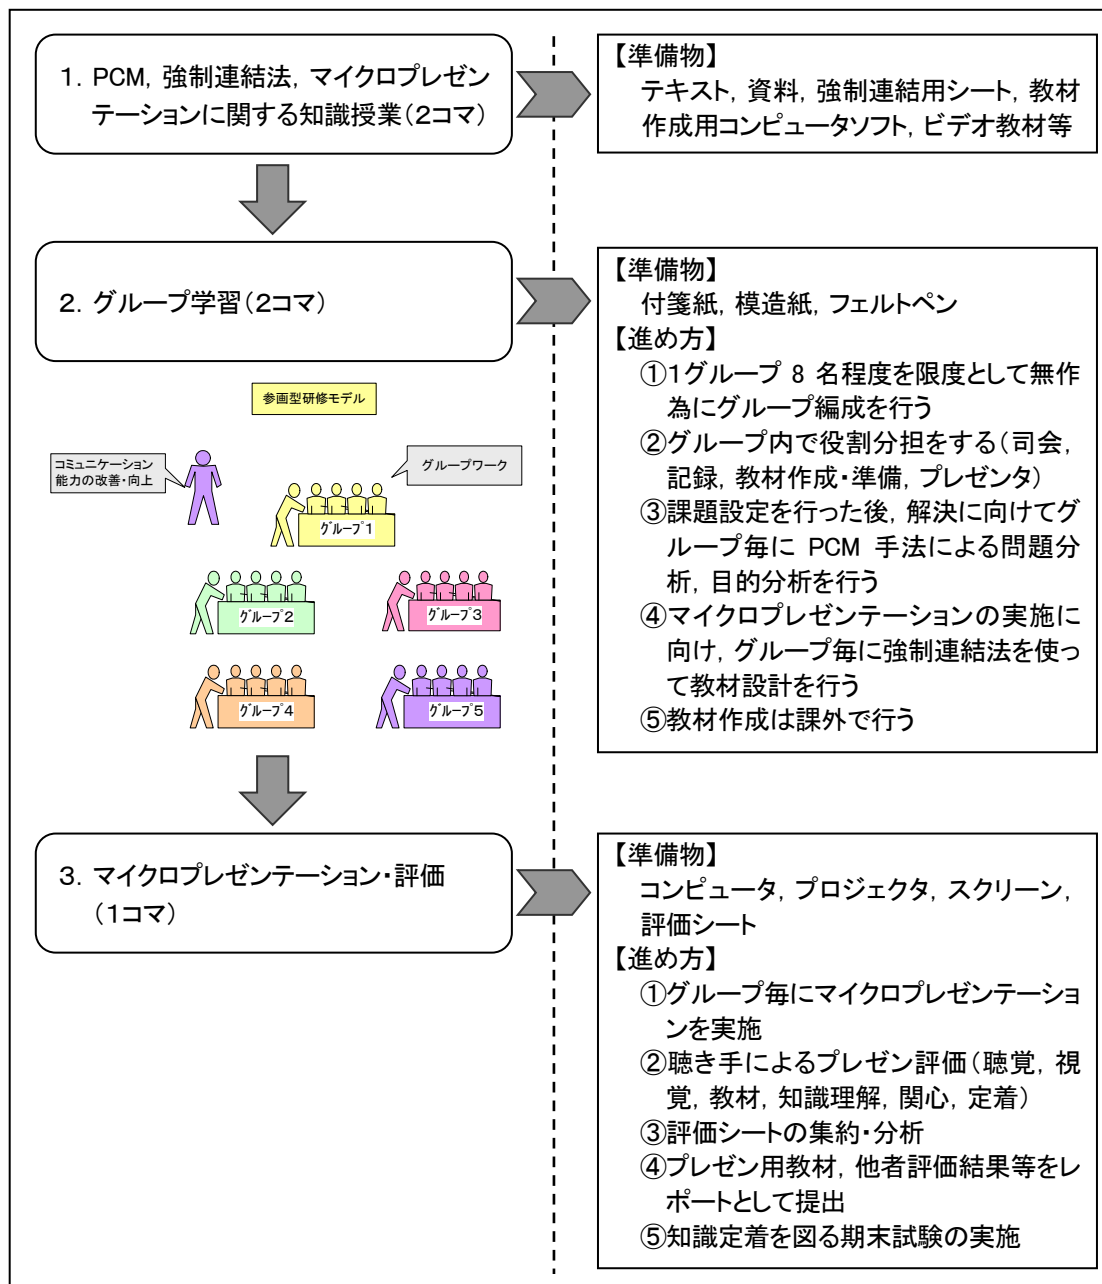 1．PCM，強制連結法，マイクロプレゼン
テーションに関する知識授業（2コマ）
【準備物】
テキスト，資料，強制連結用シート，教材
作成用コンピュータソフト，ビデオ教材等
2．グループ学習（2コマ）
【準備物】
付箋紙，模造紙，フェルトペン
【進め方】
①1グループ 8 名程度を限度として無作
為にグループ編成を行う
②グループ内で役割分担をする（司会，
記録，教材作成・準備，プレゼンタ）
③課題設定を行った後，解決に向けてグ
ループ毎に PCM 手法による問題分
析，目的分析を行う
④マイクロプレゼンテーションの実施に
向け，グループ毎に強制連結法を使っ
て教材設計を行う
⑤教材作成は課外で行う
参画型研修モデル
コミュニケーション
能力の改善・向上
グループワーク
グループ1
グループ2
グループ3
グループ4
グループ5
3．マイクロプレゼンテーション・評価
（1コマ）
【準備物】
コンピュータ，プロジェクタ，スクリーン，
評価シート
【進め方】
①グループ毎にマイクロプレゼンテーショ
ンを実施
②聴き手によるプレゼン評価（聴覚，視
覚，教材，知識理解，関心，定着）
③評価シートの集約・分析
④プレゼン用教材，他者評価結果等をレ
ポートとして提出
⑤知識定着を図る期末試験の実施